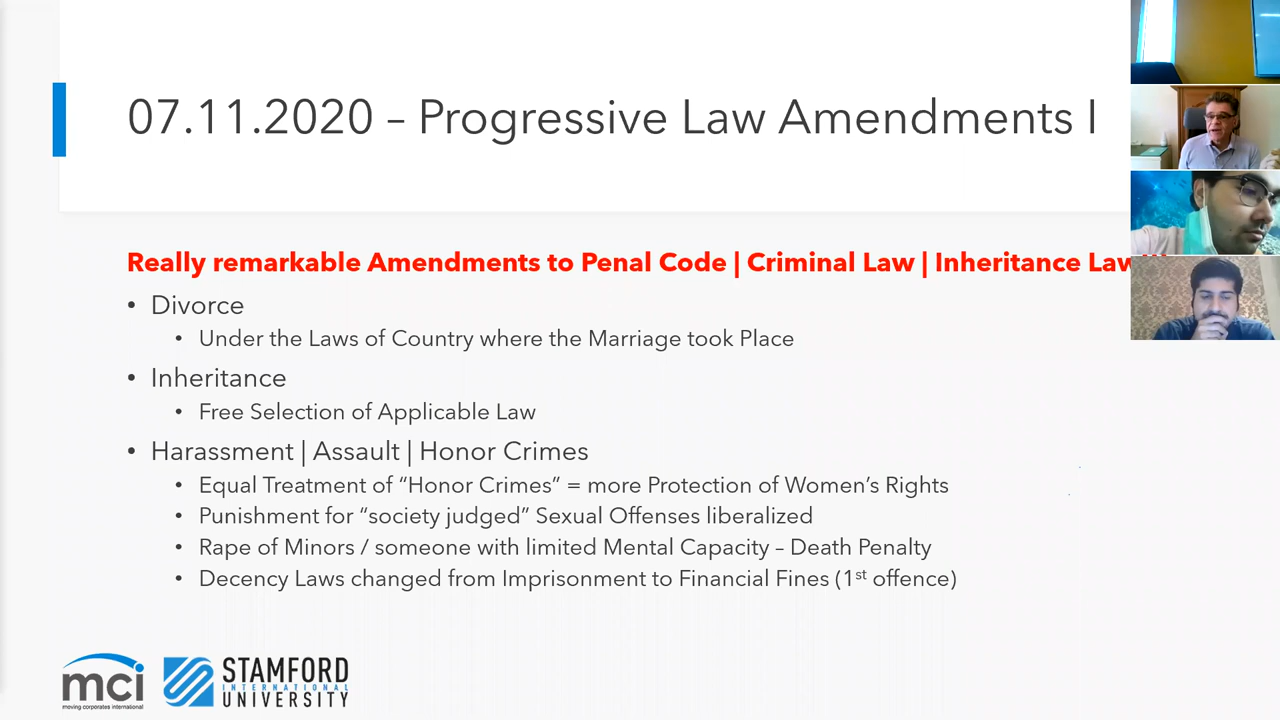 07.11.2020 – Progressive Law Amendments I
Really remarkable Amendments to Penal Code | Criminal Law | Inheritance Law
• Divorce
• Under the Laws of Country where the Marriage took Place
• Inheritance
• Free Selection of Applicable Law
• Harassment | Assault | Honor Crimes
• Equal Treatment of “Honor Crimes” = more Protection of Women’s Rights
• Punishment for “society judged” Sexual Offenses liberalized
• Rape of Minors / someone with limited Mental Capacity – Death Penalty
• Decency Laws changed from Imprisonment to Financial Fines (1st offence)
mci
moving corporates international
STAMFORD
INTERNATIONAL
UNIVERSITY